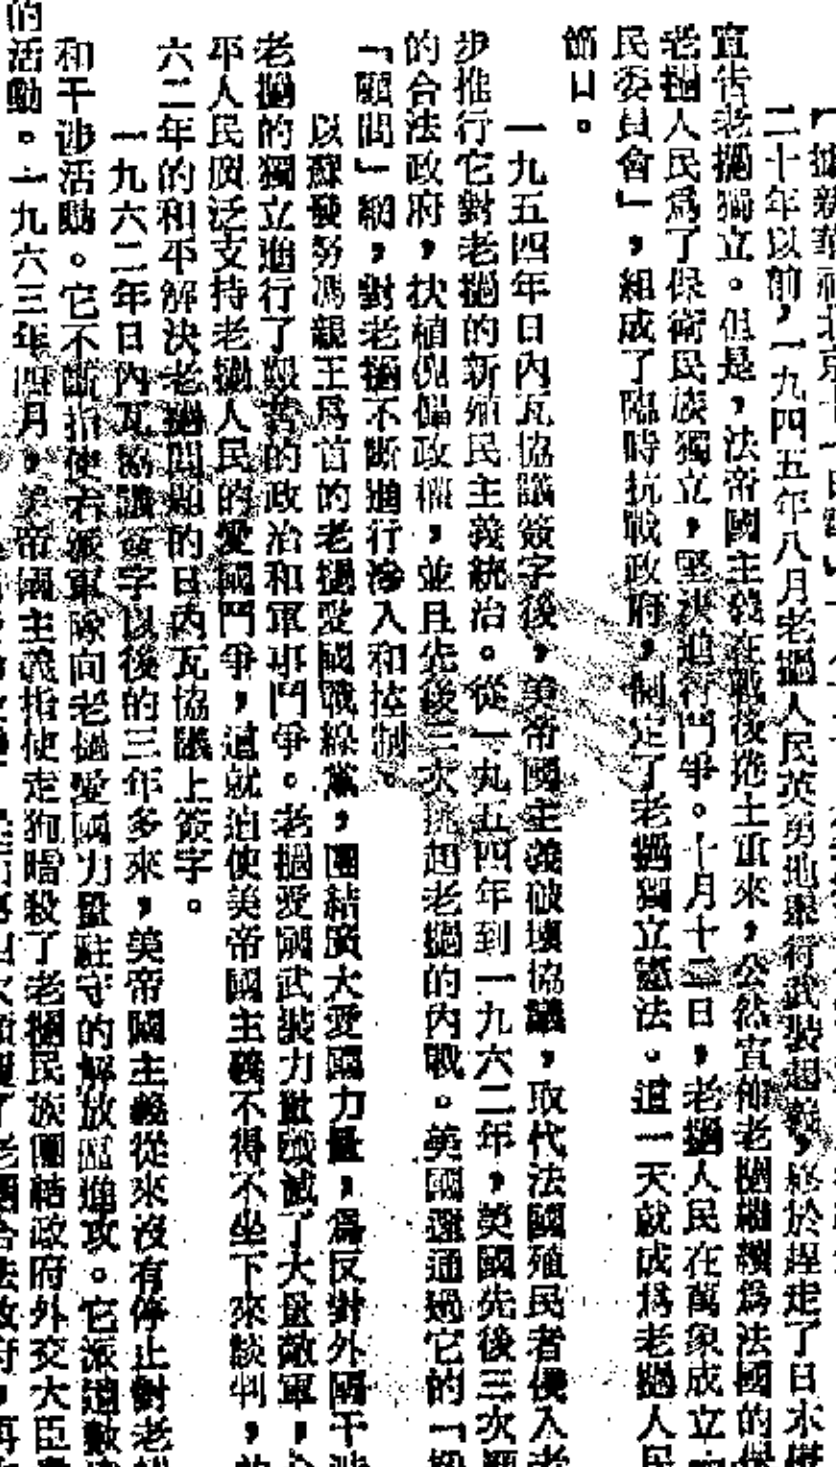 二十年以前，一九四五年八月老撾人民英勇地舉行武裝起義，終於趕走了日本
宣告老撾獨立。但是，法帝國主義在戰後捲土重來，公然宣佈老撾繼續爲法國的保
老撾人民爲了保衛民族獨立，堅決進行鬥爭。十月十二日，老撾人民在萬象成立
民委員會」，組成了臨時抗戰政府，制定了老撾獨立憲法。這一天就成爲老撾人民
節日。
一九五四年日內瓦協議簽字後，美帝國主義破壞協議，取代法國殖民者侵入老
步推行它對老撾的新殖民主義統治。從一九五四年到一九六二年，美國先後三次
的合法政府，扶植傀儡政權，並且先後三次挑起老撾的內戰。美國還通過它的「
「顧問」網，對老撾不斷進行滲入和控制。
以蘇發努馮親王爲首的老撾愛國戰線黨，團結廣大愛國力量，爲反對外國干涉
老撾的獨立進行了艱苦的政治和軍事鬥爭。老撾愛國武裝力量殲滅了大量敵軍，
平人民廣泛支持老撾人民的愛國鬥爭，這就迫使美帝國主義不得不坐下來談判，
六二年的和平解決老撾問題的日內瓦協議上簽字。
一九六二年日內瓦協議簽字以後的三年多來，美帝國主義從來沒有停止對老撾
和干涉活動。它不斷指使右派軍隊向老撾愛國力量駐守的解放區進攻。它派遣數
的活動。一九六三年四月，美帝國主義指使走狗暗殺了老撾民族團結政府外交大臣